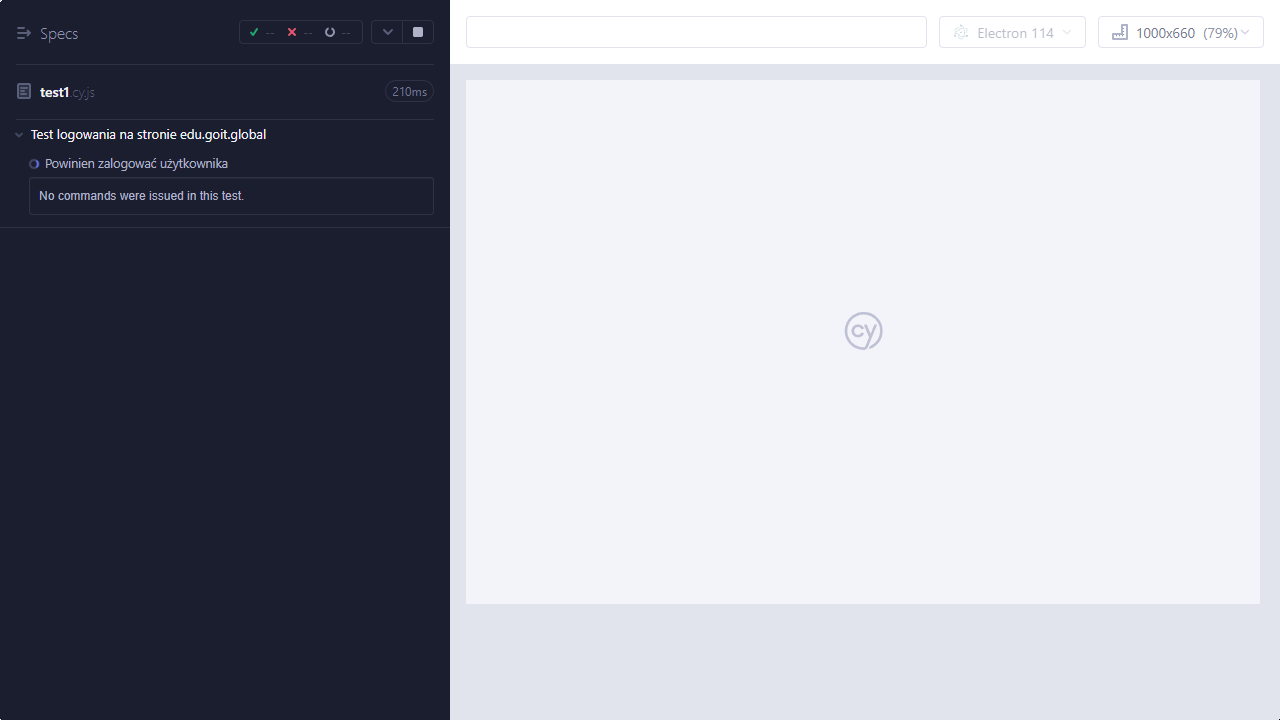 Specs
-- -- --
test1.cy.js 210ms
Test logowania na stronie edu.goit.global
Powinien zalogować użytkownika
No commands were issued in this test.
Electron 114
1000x660 (79%)
cy